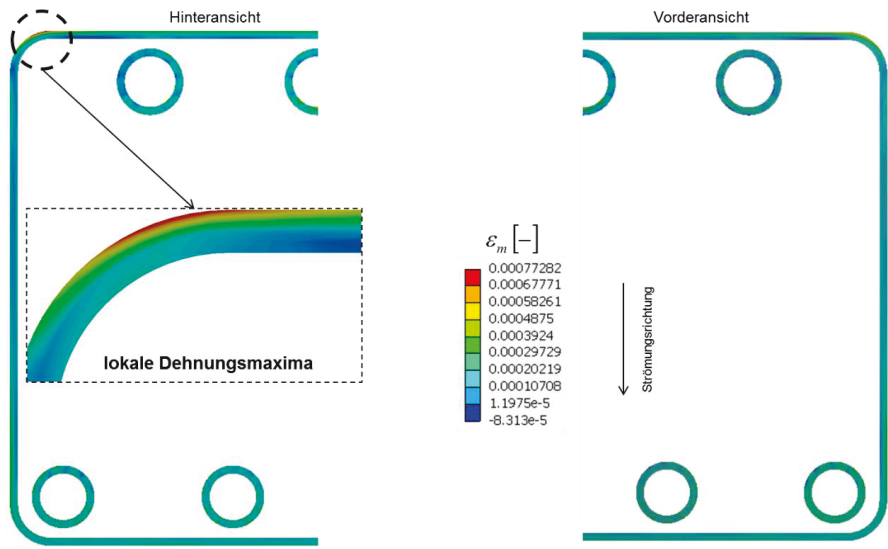 Hinteransicht
Vorderansicht
lokale Dehnungsmaxima
εm[−]
0.00077282
0.00067771
0.00058261
0.0004875
0.0003924
0.00029729
0.00020219
0.00010708
1.1975e-5
-8.313e-5
Strömungsrichtung